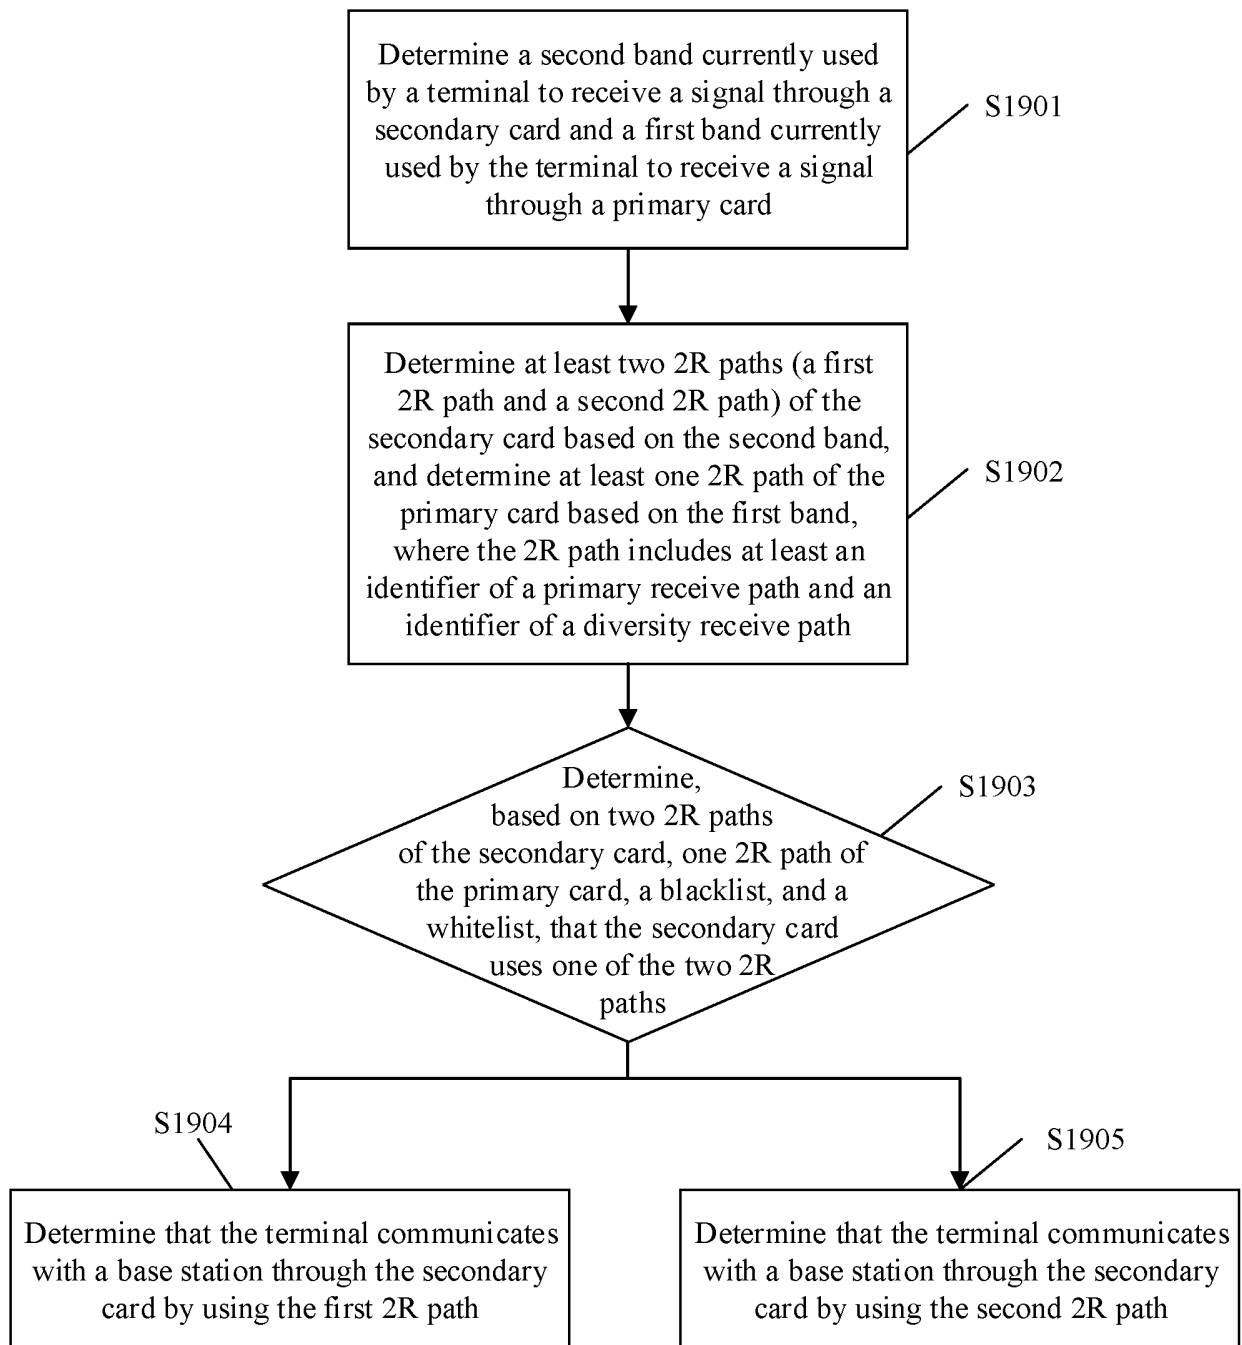 Determine a second band currently used
by a terminal to receive a signal through a
secondary card and a first band currently
used by the terminal to receive a signal
through a primary card
S1901
Determine at least two 2R paths (a first
2R path and a second 2R path) of the
secondary card based on the second band,
and determine at least one 2R path of the
primary card based on the first band,
where the 2R path includes at least an
identifier of a primary receive path and an
identifier of a diversity receive path
S1902
Determine,
based on two 2R paths
of the secondary card, one 2R path of
the primary card, a blacklist, and a
whitelist, that the secondary card
uses one of the two 2R
paths
S1903
S1904
Determine that the terminal communicates
with a base station through the secondary
card by using the first 2R path
S1905
Determine that the terminal communicates
with a base station through the secondary
card by using the second 2R path